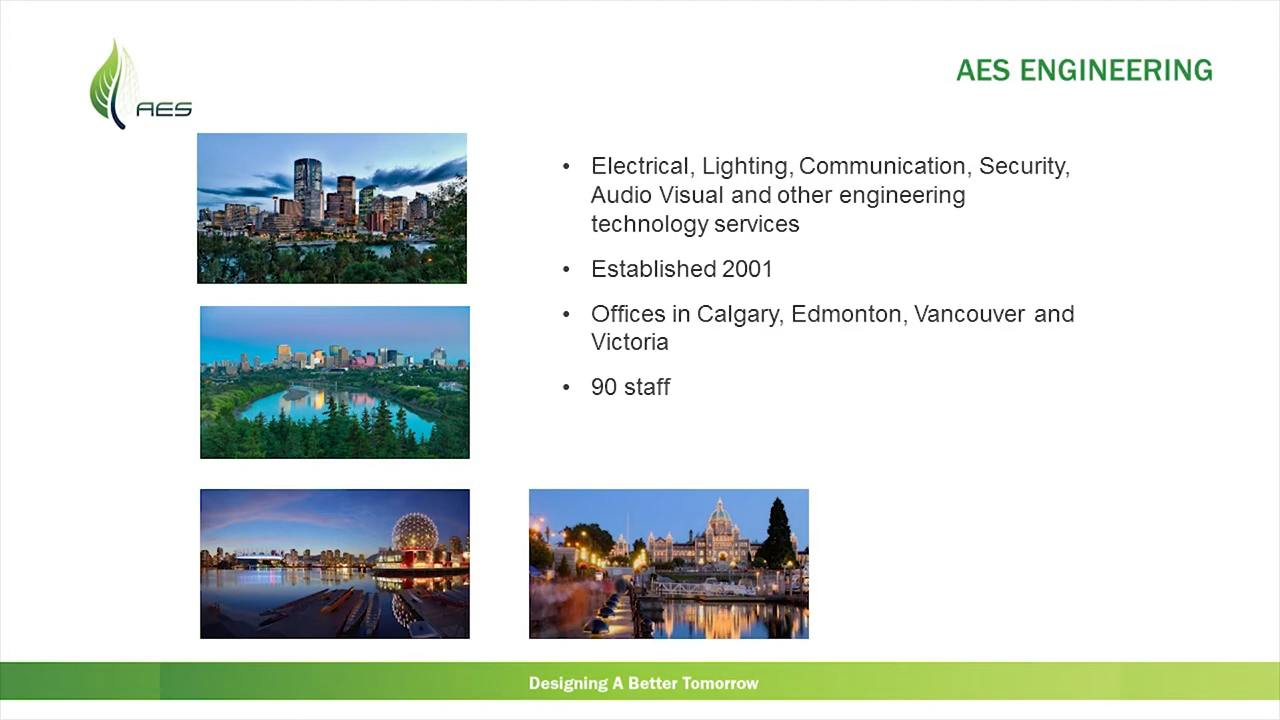 AES
AES ENGINEERING
• Electrical, Lighting, Communication, Security,
Audio Visual and other engineering
technology services
• Established 2001
• Offices in Calgary, Edmonton, Vancouver and
Victoria
• 90 staff
Designing A Better Tomorrow